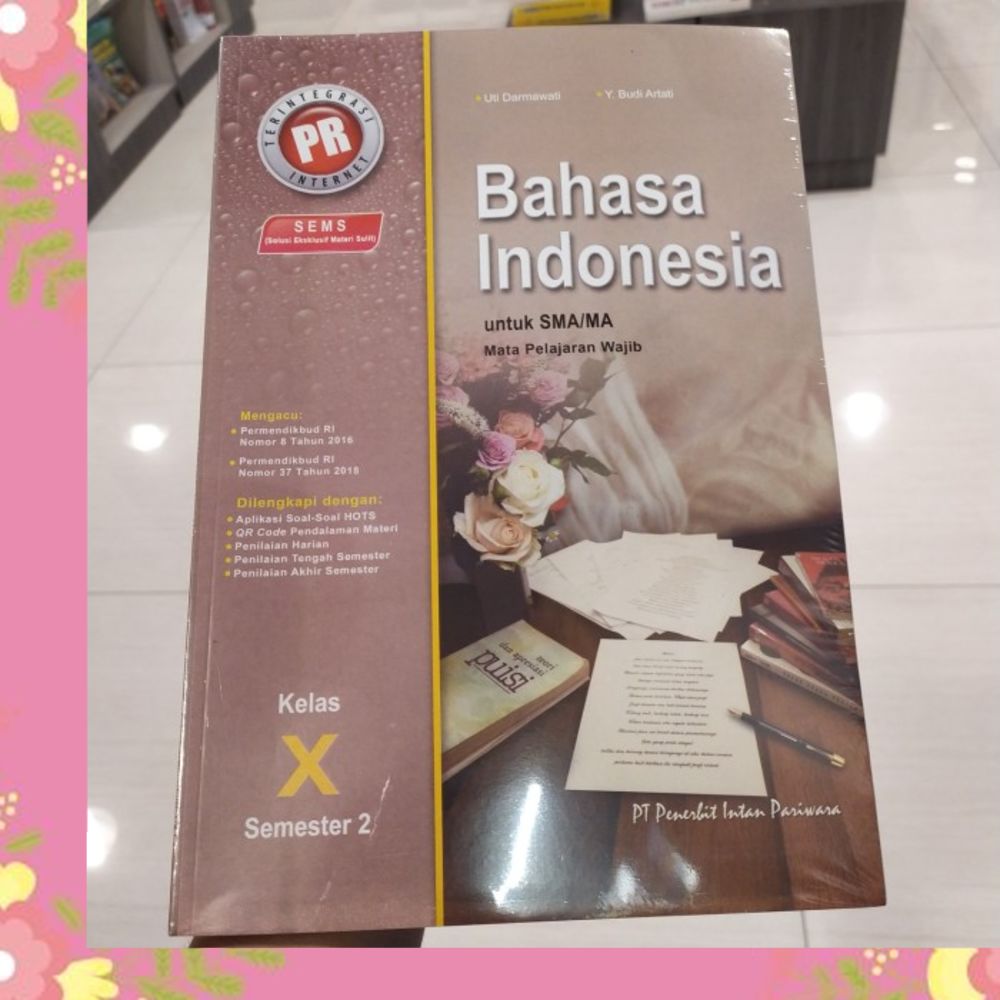 Uti Darmawati
Y. Budi Artati
TERINTEGRASI
PR
INTERNET
SEMS
(Solusi Eksklusif Materi Sulit)
Bahasa
Indonesia
untuk SMA/MA
Mata Pelajaran Wajib
Mengacu:
Permendikbud RI
Nomor 8 Tahun 2016
Permendikbud RI
Nomor 37 Tahun 2018
Dilengkapi dengan:
Aplikasi Soal-Soal HOTS
QR Code Pendalaman Materi
Penilaian Harian
Penilaian Tengah Semester
Penilaian Akhir Semester
teori
dan apresiasi
puisi
Kelas
X
Semester 2
PT Penerbit Intan Pariwara